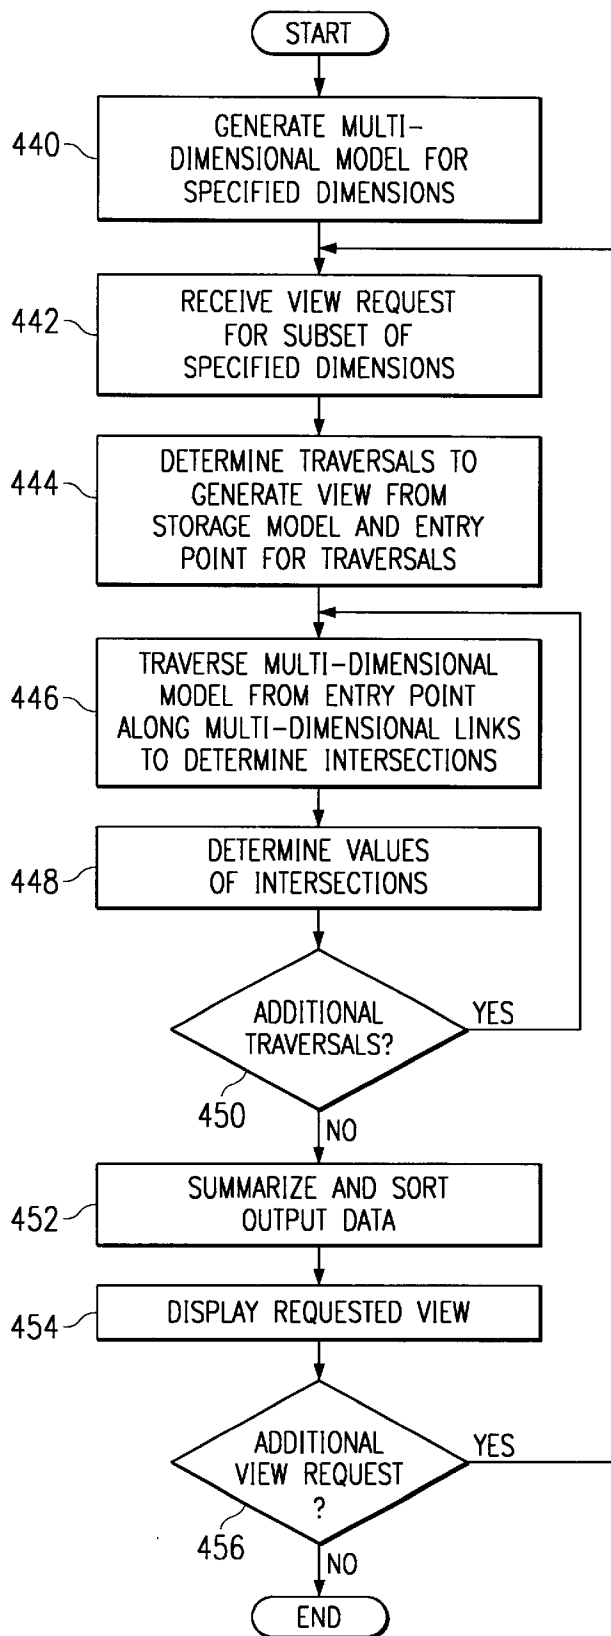 START
440
GENERATE MULTI-
DIMENSIONAL MODEL FOR
SPECIFIED DIMENSIONS
442
RECEIVE VIEW REQUEST
FOR SUBSET OF
SPECIFIED DIMENSIONS
444
DETERMINE TRAVERSALS TO
GENERATE VIEW FROM
STORAGE MODEL AND ENTRY
POINT FOR TRAVERSALS
446
TRAVERSE MULTI-DIMENSIONAL
MODEL FROM ENTRY POINT
ALONG MULTI-DIMENSIONAL LINKS
TO DETERMINE INTERSECTIONS
448
DETERMINE VALUES
OF INTERSECTIONS
ADDITIONAL
TRAVERSALS?
YES
450
NO
452
SUMMARIZE AND SORT
OUTPUT DATA
454
DISPLAY REQUESTED VIEW
ADDITIONAL
VIEW REQUEST
?
YES
456
NO
END